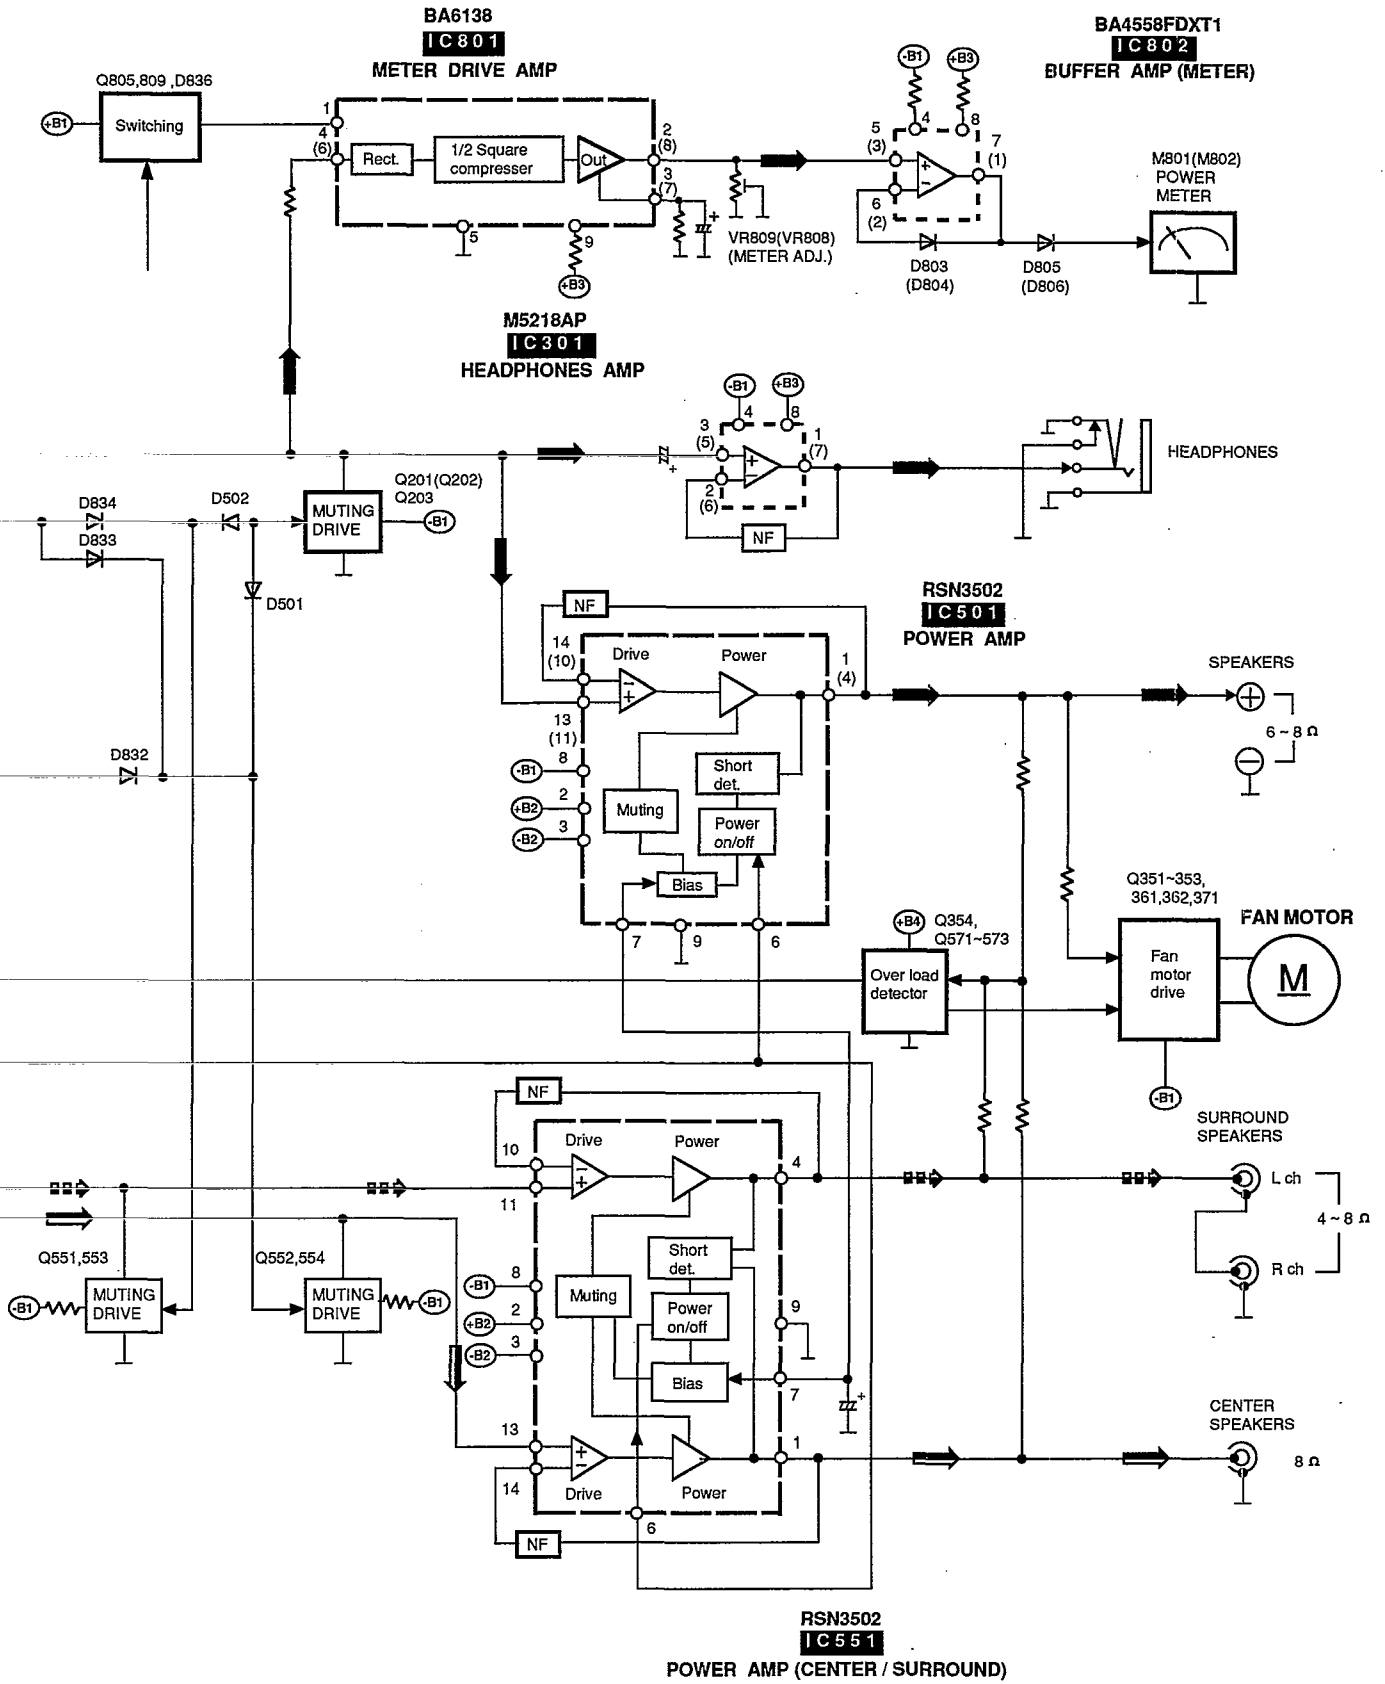 BA6138
IC801
METER DRIVE AMP
BA4558FDXT1
IC802
BUFFER AMP (METER)
Q805,809 ,D836
+B1
Switching
1
4
(6)
Rect.
1/2 Square
compresser
Out
2
(8)
3
(7)
5
9
+B3
+
VR809(VR808)
(METER ADJ.)
-B1
+B3
4
8
5
(3)
6
(2)
+
−
7
(1)
D803
(D804)
D805
(D806)
M801(M802)
POWER
METER
M5218AP
IC301
HEADPHONES AMP
-B1
+B3
4
8
3
(5)
+
2
(6)
+
−
1
(7)
NF
HEADPHONES
D834
D833
D502
D501
D832
Q201(Q202)
Q203
MUTING
DRIVE
-B1
RSN3502
IC501
POWER AMP
NF
14
(10)
Drive
Power
−
+
1
(4)
13
(11)
-B1
8
+B2
2
-B2
3
Short
det.
Muting
Power
on/off
Bias
7
9
6
SPEAKERS
+
−
6~8 Ω
+B4
Q354,
Q571~573
Over load
detector
Q351~353,
361,362,371
Fan
motor
drive
-B1
FAN MOTOR
M
NF
10
11
Drive
Power
−
+
4
Short
det.
Muting
Power
on/off
Bias
-B1
8
+B2
2
-B2
3
9
7
+
13
14
+
−
Drive
Power
1
6
NF
Q551,553
-B1
MUTING
DRIVE
Q552,554
MUTING
DRIVE
-B1
SURROUND
SPEAKERS
L ch
R ch
4~8 Ω
CENTER
SPEAKERS
8 Ω
RSN3502
IC551
POWER AMP (CENTER / SURROUND)